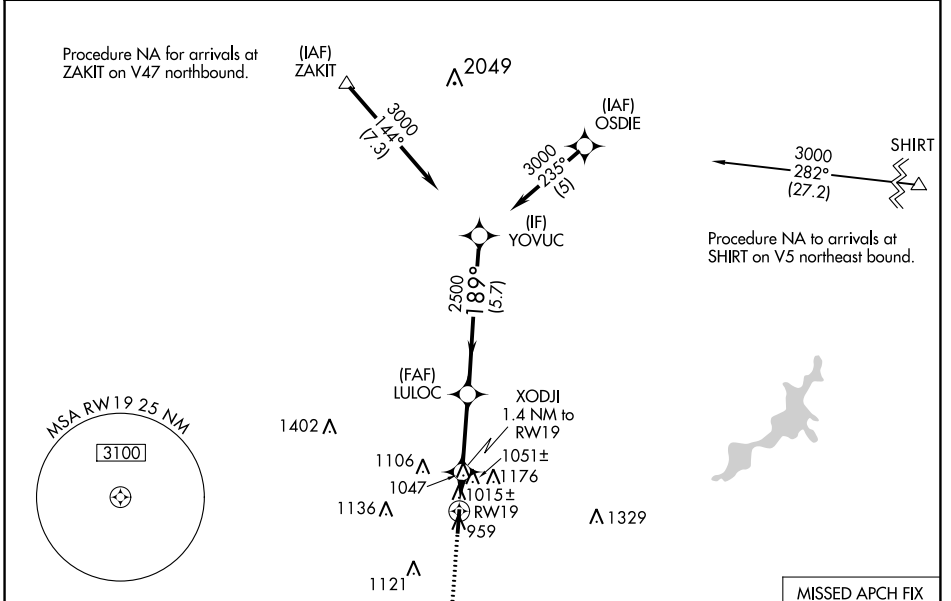 Procedure NA for arrivals at
ZAKIT on V47 northbound.
(IAF)
ZAKIT
2049
3000
144°
(7.3)
(IAF)
OSDIE
3000
235°
(5)
SHIRT
3000
282°
(27.2)
Procedure NA to arrivals at
SHIRT on V5 northeast bound.
(IF)
YOVUC
2500
189°
(5.7)
(FAF)
LULOC
XODJI
1.4 NM to
RW19
MSA RW19 25 NM
3100
1402
1106
1047
1051±
1176
1015±
RW19
1136
959
1329
1121
MISSED APCH FIX